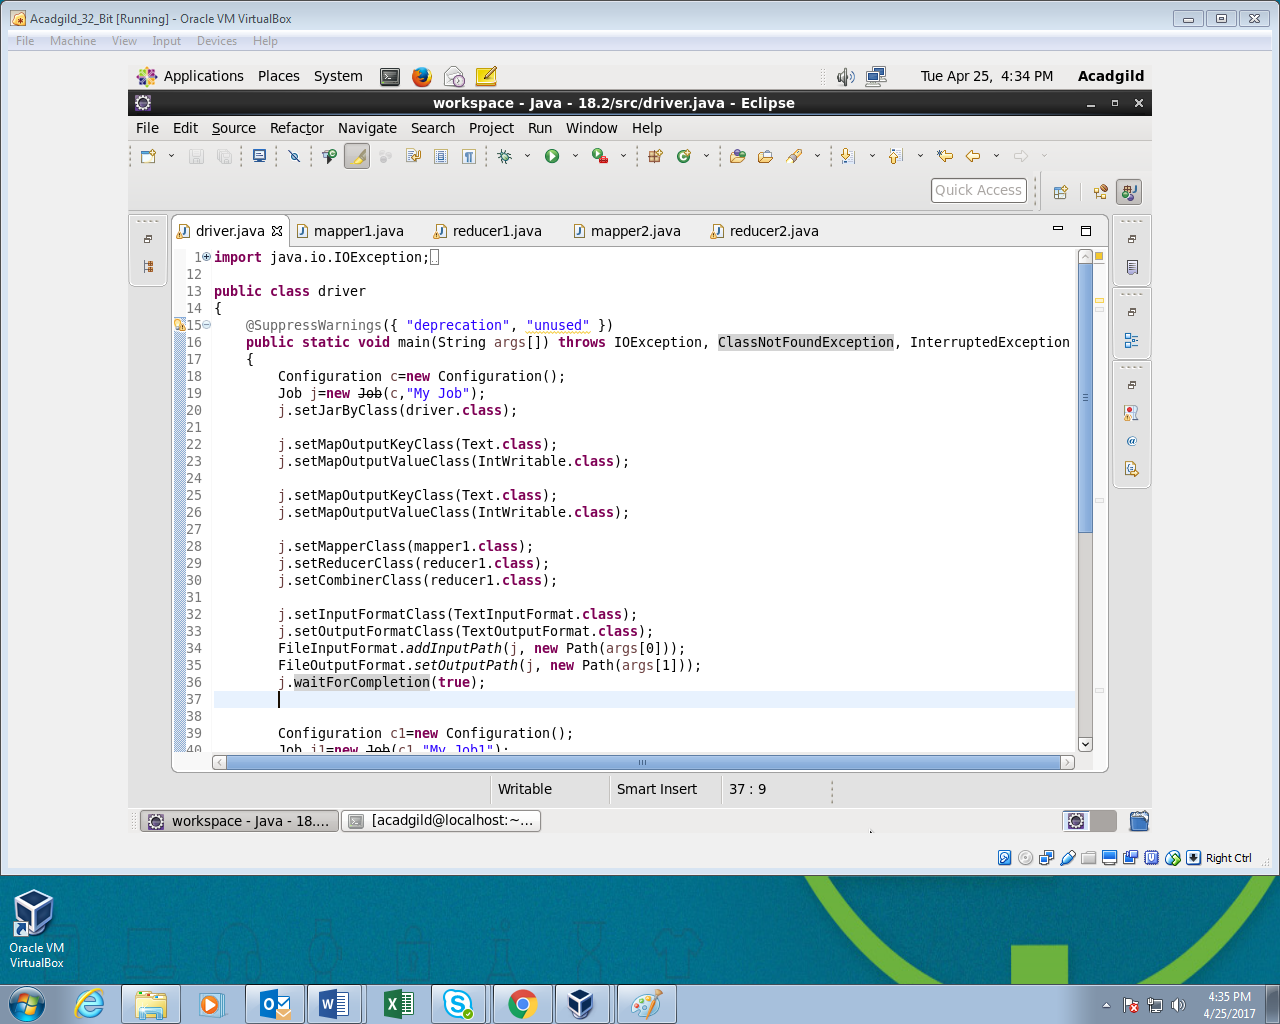 Acadgild_32_Bit [Running] - Oracle VM VirtualBox
File Machine View Input Devices Help
Applications Places System Tue Apr 25, 4:34 PM Acadgild
workspace - Java - 18.2/src/driver.java - Eclipse
File Edit Source Refactor Navigate Search Project Run Window Help
Quick Access
driver.java mapper1.java reducer1.java mapper2.java reducer2.java
1 import java.io.IOException;
12
13 public class driver
14 {
15 @SuppressWarnings({ "deprecation", "unused" })
16 public static void main(String args[]) throws IOException, ClassNotFoundException, InterruptedException
17 {
18 Configuration c=new Configuration();
19 Job j=new Job(c,"My Job");
20 j.setJarByClass(driver.class);
21
22 j.setMapOutputKeyClass(Text.class);
23 j.setMapOutputValueClass(IntWritable.class);
24
25 j.setMapOutputKeyClass(Text.class);
26 j.setMapOutputValueClass(IntWritable.class);
27
28 j.setMapperClass(mapper1.class);
29 j.setReducerClass(reducer1.class);
30 j.setCombinerClass(reducer1.class);
31
32 j.setInputFormatClass(TextInputFormat.class);
33 j.setOutputFormatClass(TextOutputFormat.class);
34 FileInputFormat.addInputPath(j, new Path(args[0]));
35 FileOutputFormat.setOutputPath(j, new Path(args[1]));
36 j.waitForCompletion(true);
37
38
39 Configuration c1=new Configuration();
40 Job j1=new Job(c1,"My Job1");
Writable Smart Insert 37 : 9
workspace - Java - 18.... [acadgild@localhost:~...
Right Ctrl
Oracle VM
VirtualBox
4:35 PM
4/25/2017